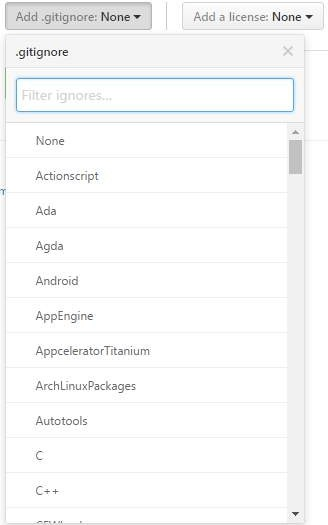 Add .gitignore: None
Add a license: None
.gitignore
Filter ignores...
None
Actionscript
Ada
Agda
Android
AppEngine
AppceleratorTitanium
ArchLinuxPackages
Autotools
C
C++